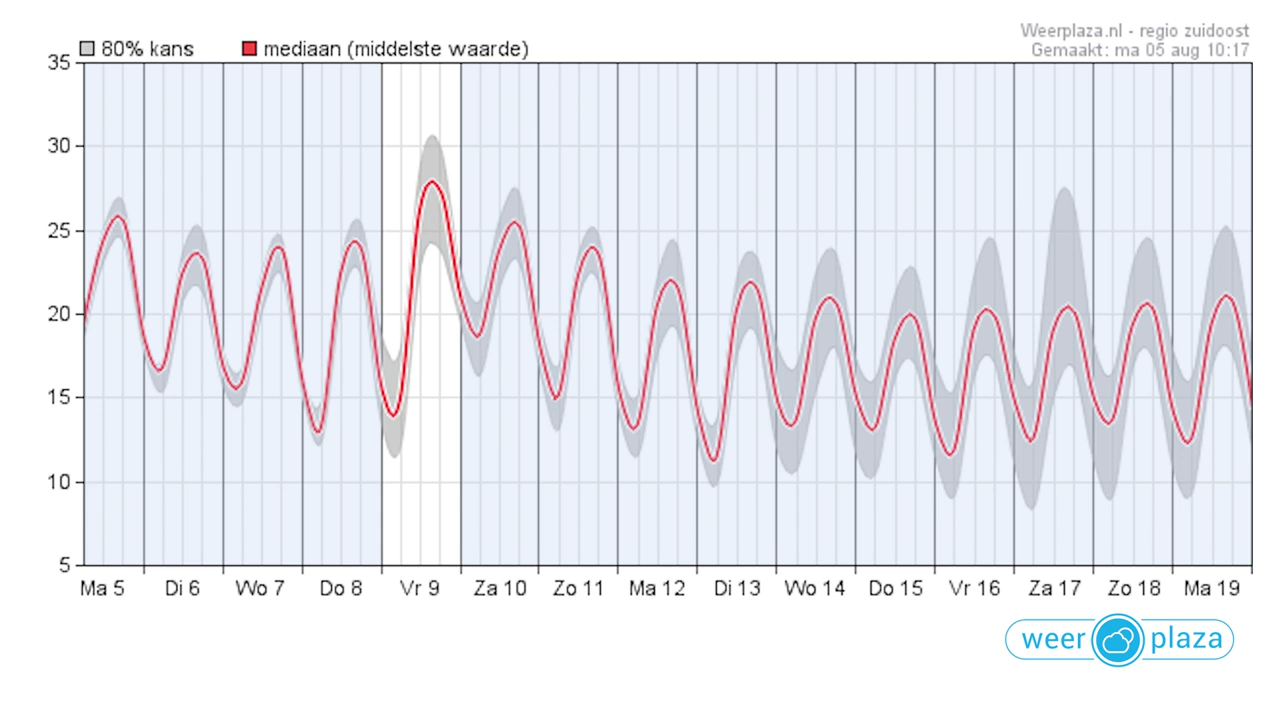 Weerplaza.nl - regio zuidoost
80% kans mediaan (middelste waarde)
Gemaakt: ma 05 aug 10:17
35
30
25
20
15
10
5
Ma 5 Di 6 Wo 7 Do 8 Vr 9 Za 10 Zo 11 Ma 12 Di 13 Wo 14 Do 15 Vr 16 Za 17 Zo 18 Ma 19
weer plaza